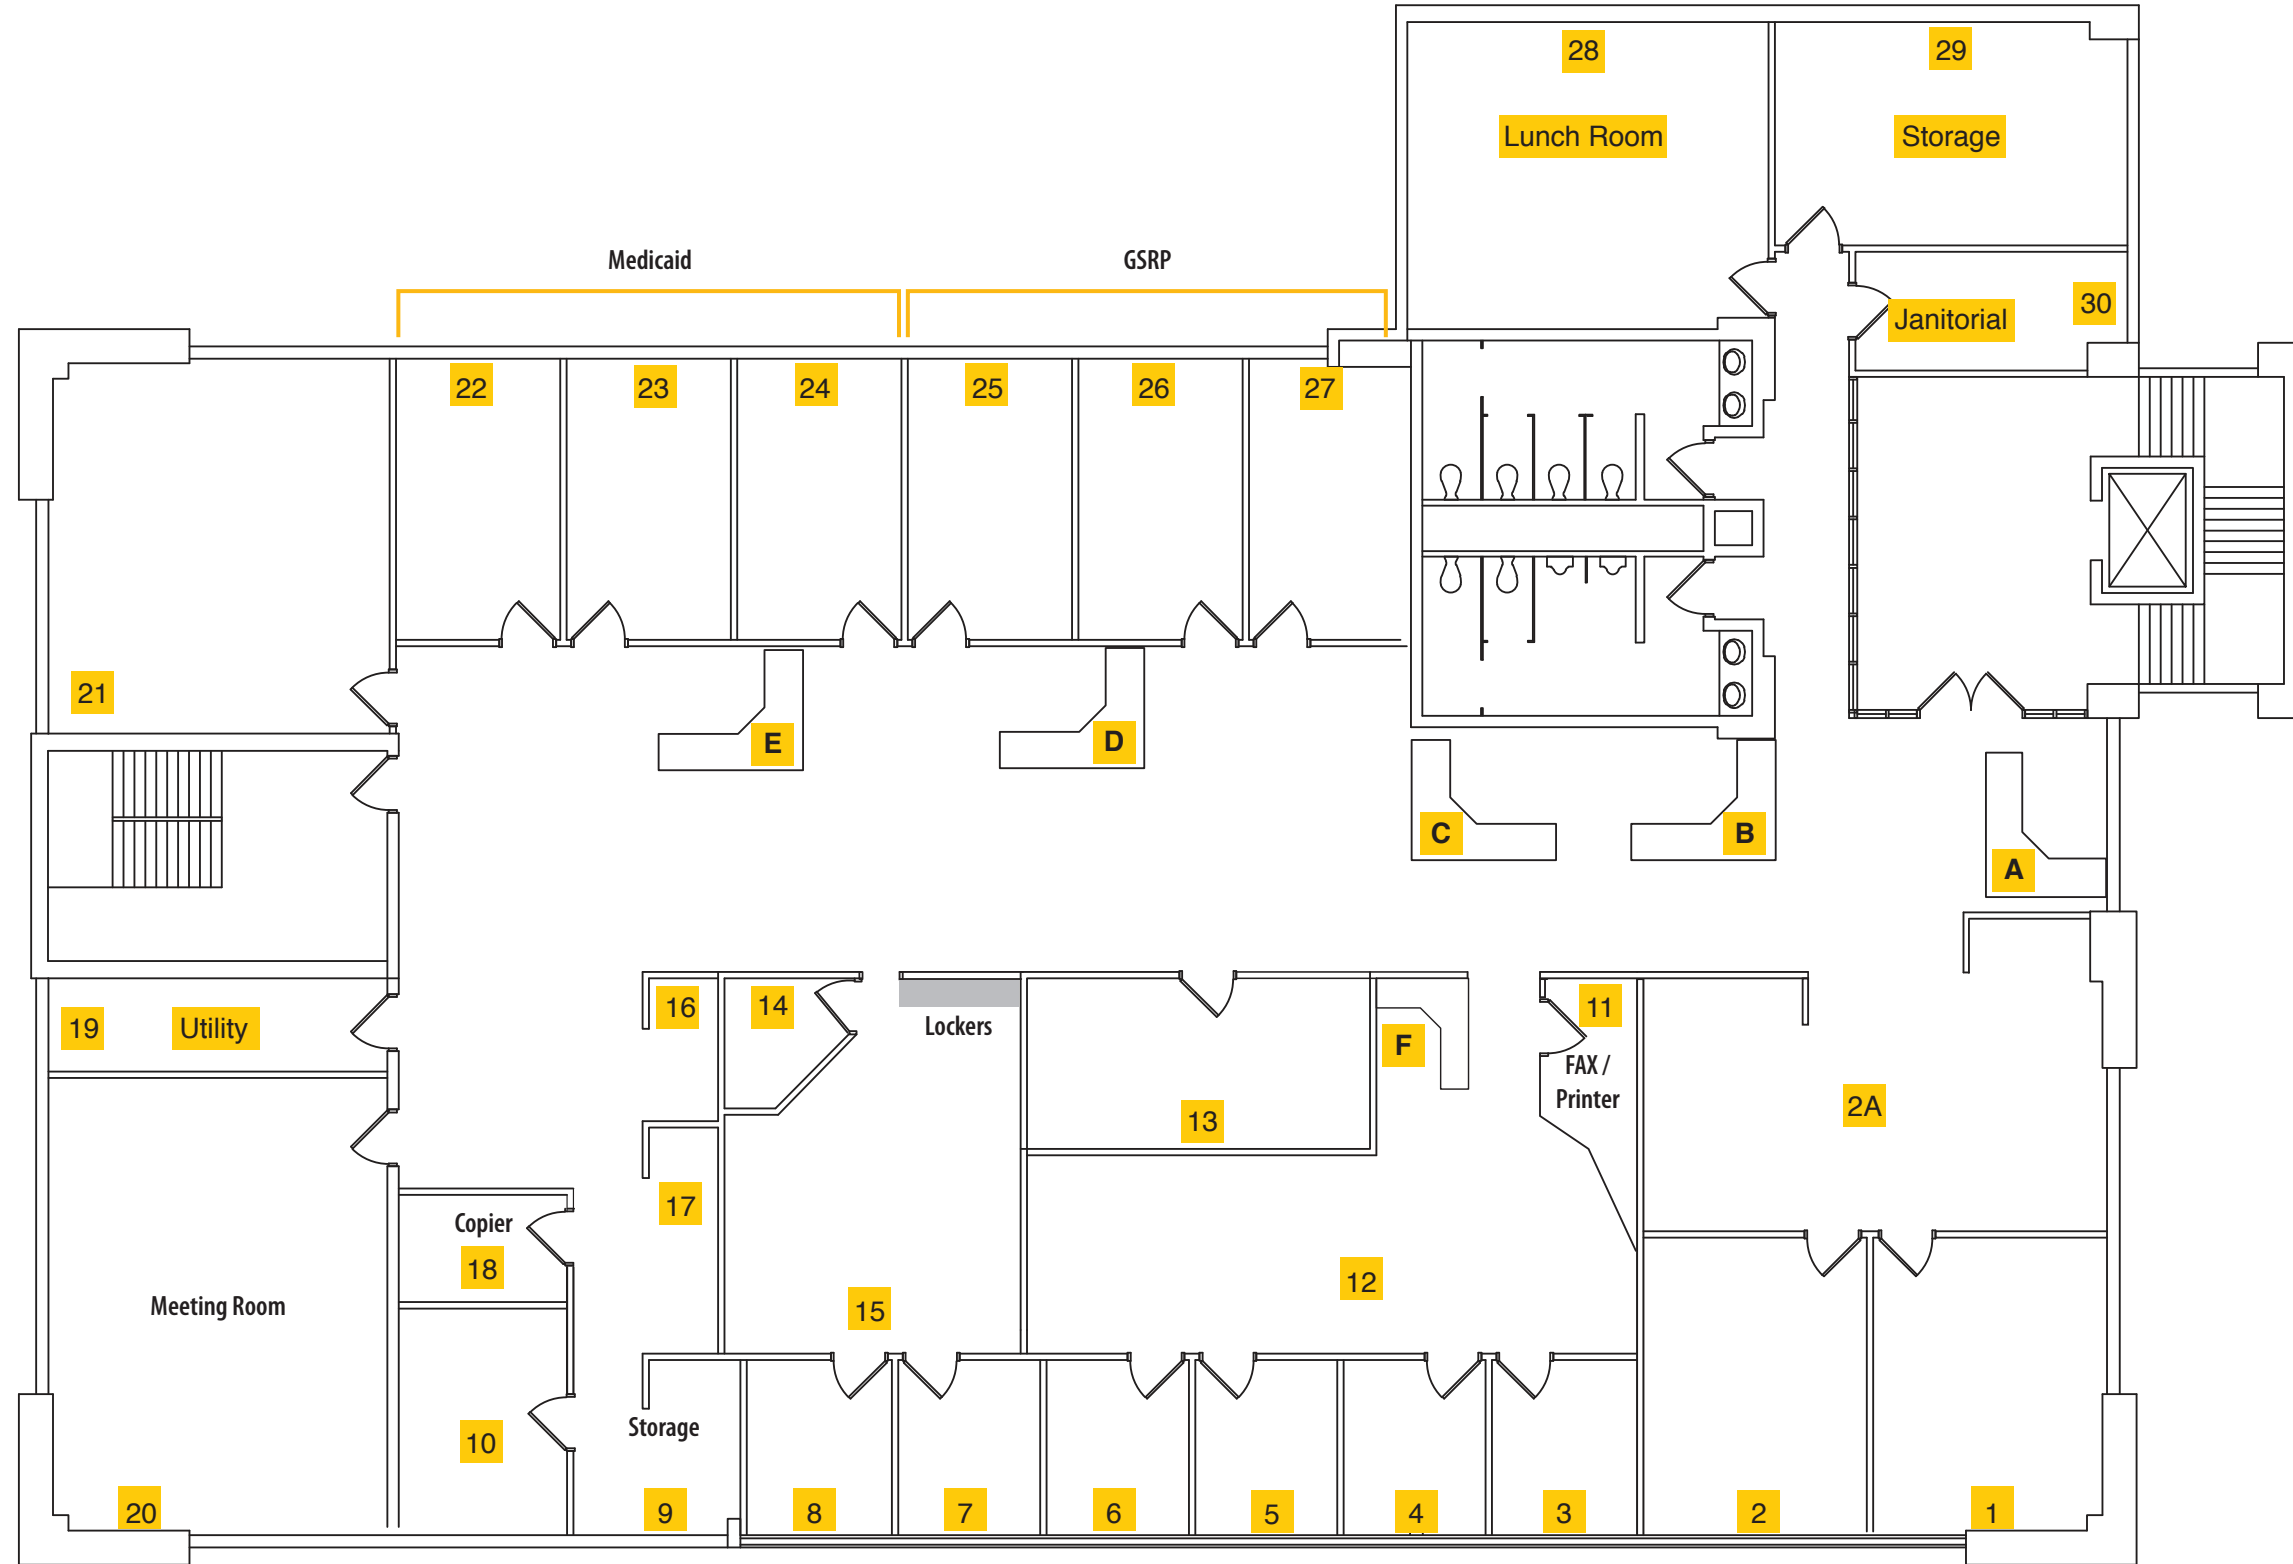 28
29
Lunch Room
Storage
Medicaid
GSRP
Janitorial
30
22
23
24
25
26
27
21
E
D
C
B
A
16
14
Lockers
11
19
Utility
F
FAX /
Printer
13
2A
17
Copier
18
12
Meeting Room
15
Storage
10
20
9
8
7
6
5
4
3
2
1